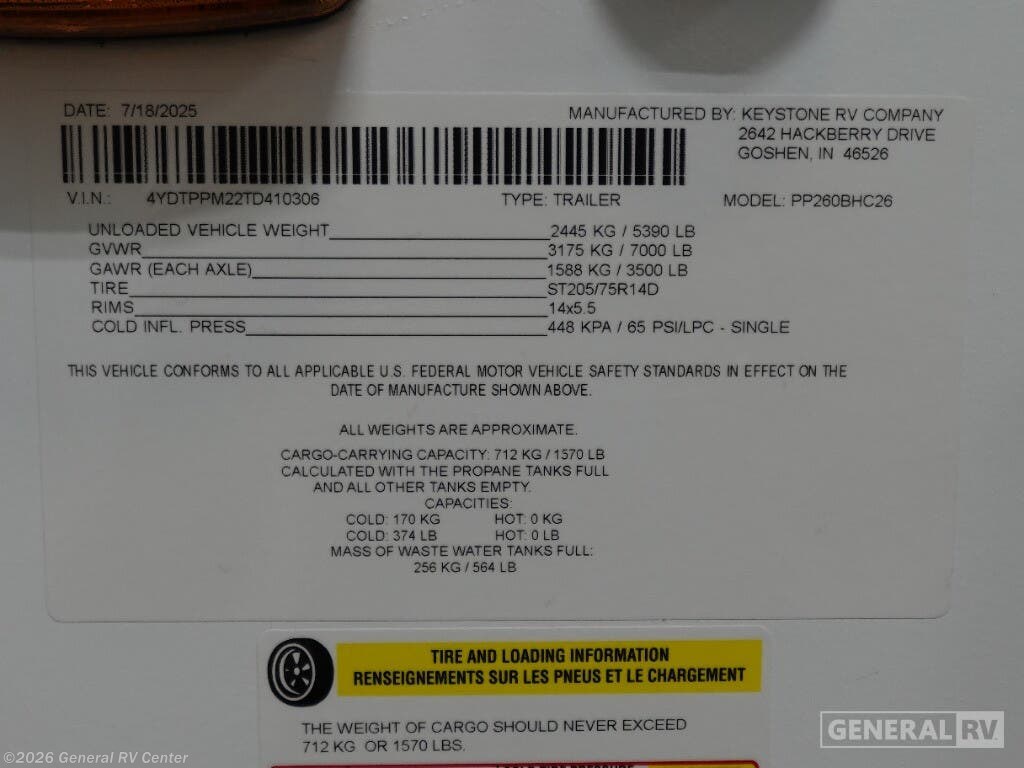 DATE: 7/18/2025
MANUFACTURED BY: KEYSTONE RV COMPANY
2642 HACKBERRY DRIVE
GOSHEN, IN 46526
V.I.N.: 4YDTPPM22TD410306 TYPE: TRAILER MODEL: PP260BHC26
UNLOADED VEHICLE WEIGHT 2445 KG / 5390 LB
GVWR 3175 KG / 7000 LB
GAWR (EACH AXLE) 1588 KG / 3500 LB
TIRE ST205/75R14D
RIMS 14x5.5
COLD INFL. PRESS 448 KPA / 65 PSI/LPC - SINGLE
THIS VEHICLE CONFORMS TO ALL APPLICABLE U.S. FEDERAL MOTOR VEHICLE SAFETY STANDARDS IN EFFECT ON THE
DATE OF MANUFACTURE SHOWN ABOVE.
ALL WEIGHTS ARE APPROXIMATE.
CARGO-CARRYING CAPACITY: 712 KG / 1570 LB
CALCULATED WITH THE PROPANE TANKS FULL
AND ALL OTHER TANKS EMPTY.
CAPACITIES:
COLD: 170 KG HOT: 0 KG
COLD: 374 LB HOT: 0 LB
MASS OF WASTE WATER TANKS FULL:
256 KG / 564 LB
TIRE AND LOADING INFORMATION
RENSEIGNEMENTS SUR LES PNEUS ET LE CHARGEMENT
THE WEIGHT OF CARGO SHOULD NEVER EXCEED
712 KG OR 1570 LBS.
GENERAL RV
©2026 General RV Center